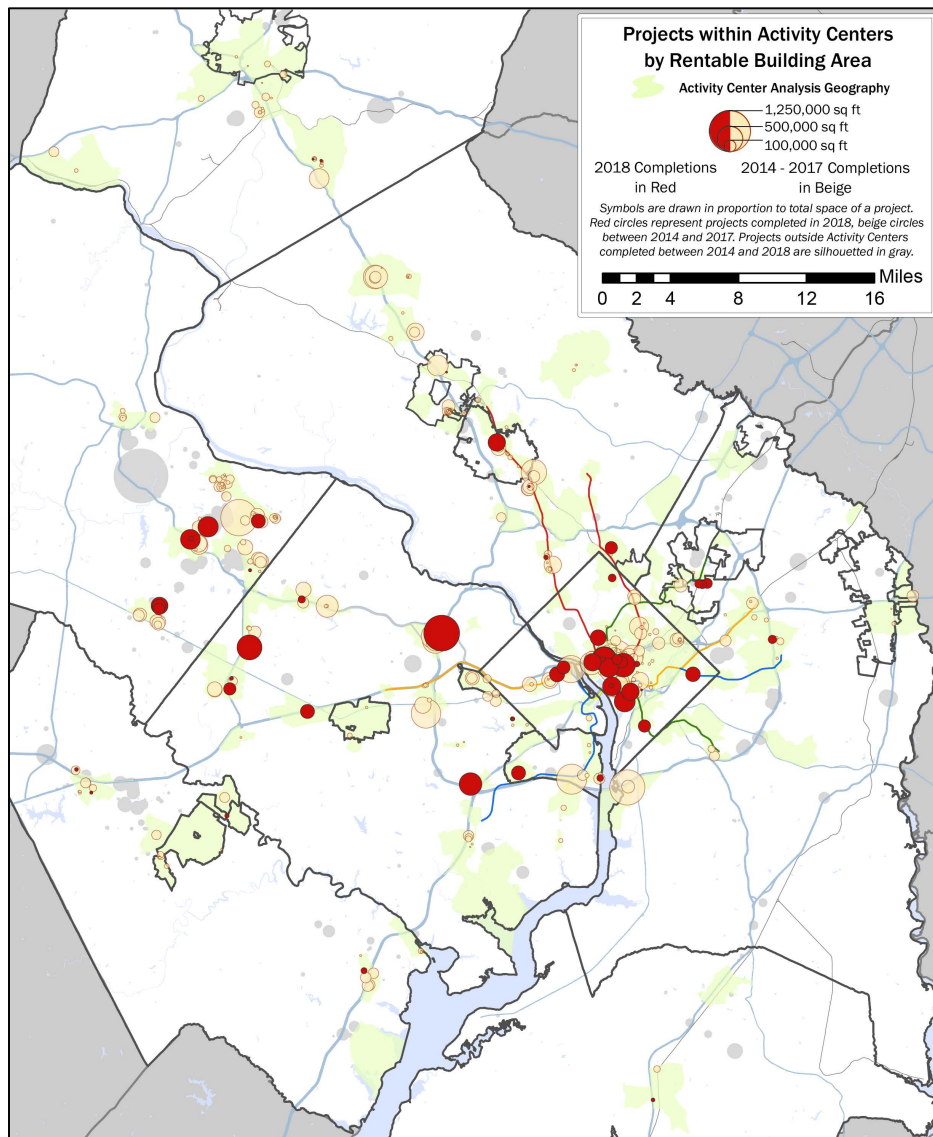 Projects within Activity Centers
by Rentable Building Area
Activity Center Analysis Geography
1,250,000 sq ft
500,000 sq ft
100,000 sq ft
2018 Completions
in Red
2014 - 2017 Completions
in Beige
Symbols are drawn in proportion to total space of a project.
Red circles represent projects completed in 2018, beige circles
between 2014 and 2017. Projects outside Activity Centers
completed between 2014 and 2018 are silhouetted in gray.
Miles
0 2 4 8 12 16